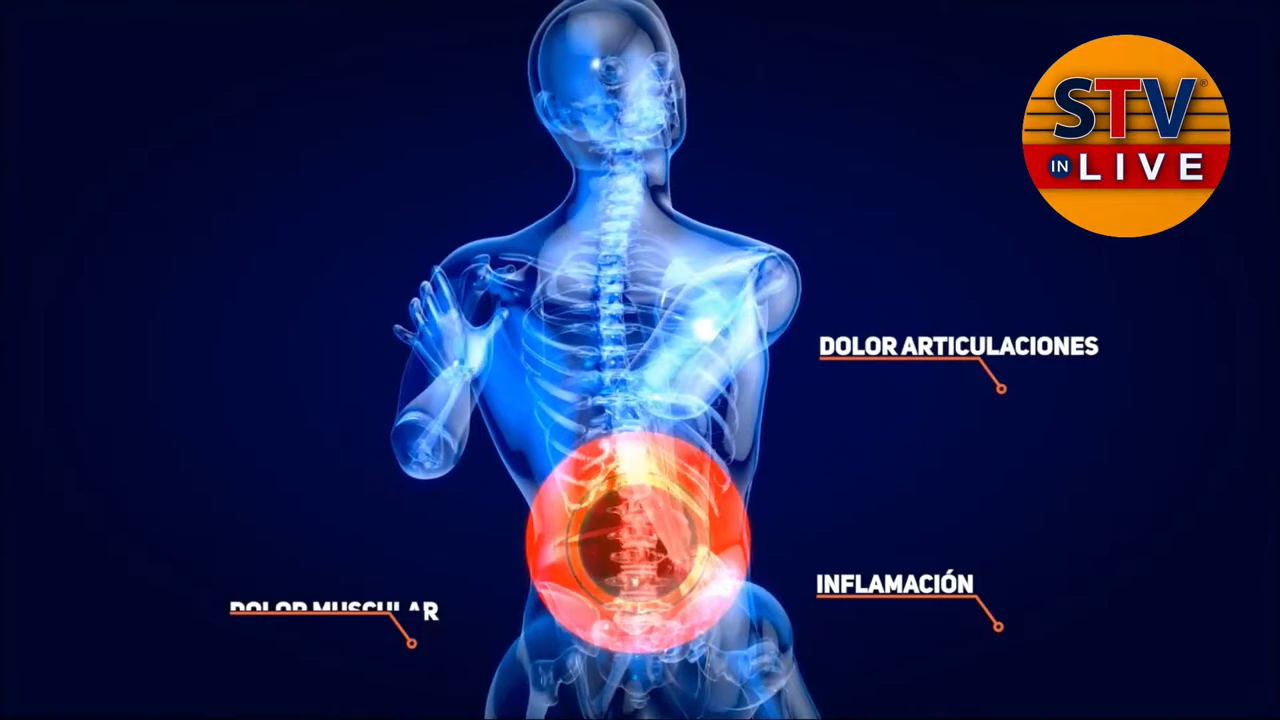 STV®
IN LIVE
DOLOR ARTICULACIONES
INFLAMACIÓN
DOLOR MUSCULAR